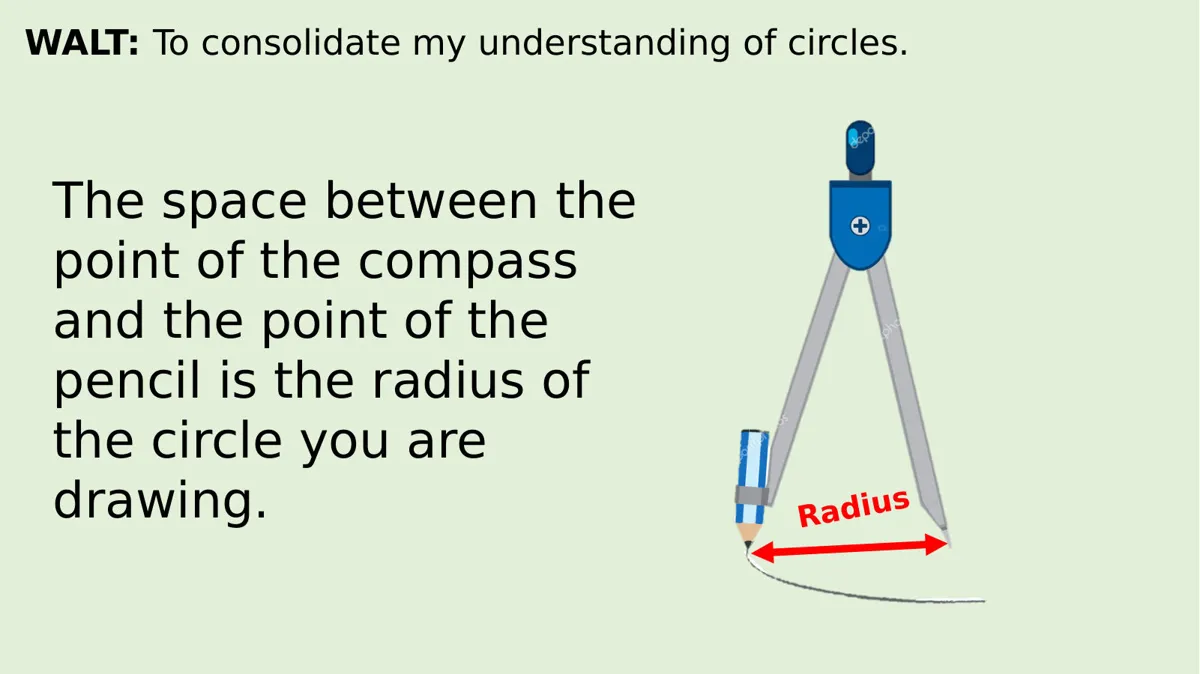 WALT: To consolidate my understanding of circles.
The space between the
point of the compass
and the point of the
pencil is the radius of
the circle you are
drawing.
Radius